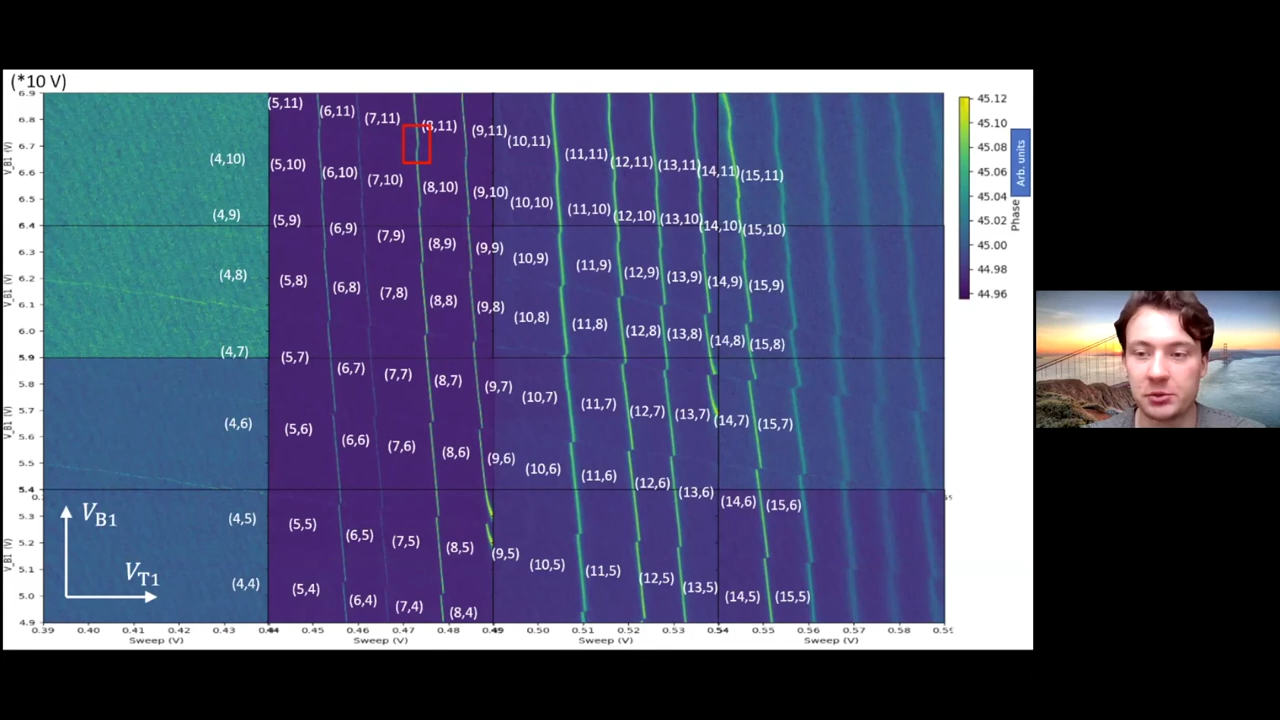 (*10 V)
6.9
6.8
6.7
6.6
6.5
6.4
6.2
6.1
6.0
5.9
5.8
5.7
5.6
5.5
5.4
5.3
5.2
5.1
5.0
4.9
V_B1 (V)
V_B1 (V)
V_B1 (V)
V_B1 (V)
(5,11) (6,11) (7,11) (8,11) (9,11) (10,11) (11,11) (12,11) (13,11) (14,11) (15,11)
(4,10) (5,10) (6,10) (7,10) (8,10) (9,10) (10,10) (11,10) (12,10) (13,10) (14,10) (15,10)
(4,9) (5,9) (6,9) (7,9) (8,9) (9,9) (10,9) (11,9) (12,9) (13,9) (14,9) (15,9)
(4,8) (5,8) (6,8) (7,8) (8,8) (9,8) (10,8) (11,8) (12,8) (13,8) (14,8) (15,8)
(4,7) (5,7) (6,7) (7,7) (8,7) (9,7) (10,7) (11,7) (12,7) (13,7) (14,7) (15,7)
(4,6) (5,6) (6,6) (7,6) (8,6) (9,6) (10,6) (11,6) (12,6) (13,6) (14,6) (15,6)
(4,5) (5,5) (6,5) (7,5) (8,5) (9,5) (10,5) (11,5) (12,5) (13,5) (14,5) (15,5)
(4,4) (5,4) (6,4) (7,4) (8,4)
V_B1
V_T1
0.39 0.40 0.41 0.42 0.43 0.44 0.45 0.46 0.47 0.48 0.49 0.50 0.51 0.52 0.53 0.54 0.55 0.56 0.57 0.58
Sweep (V) Sweep (V) Sweep (V) Sweep (V)
45.12
45.10
45.08
45.06
45.04
45.02
45.00
44.98
44.96
Phase
Arb. units